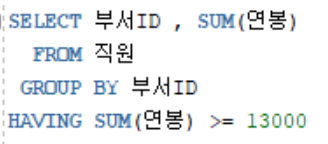 SELECT 부서ID , SUM(연봉)
FROM 직원
GROUP BY 부서ID
HAVING SUM(연봉) >= 13000